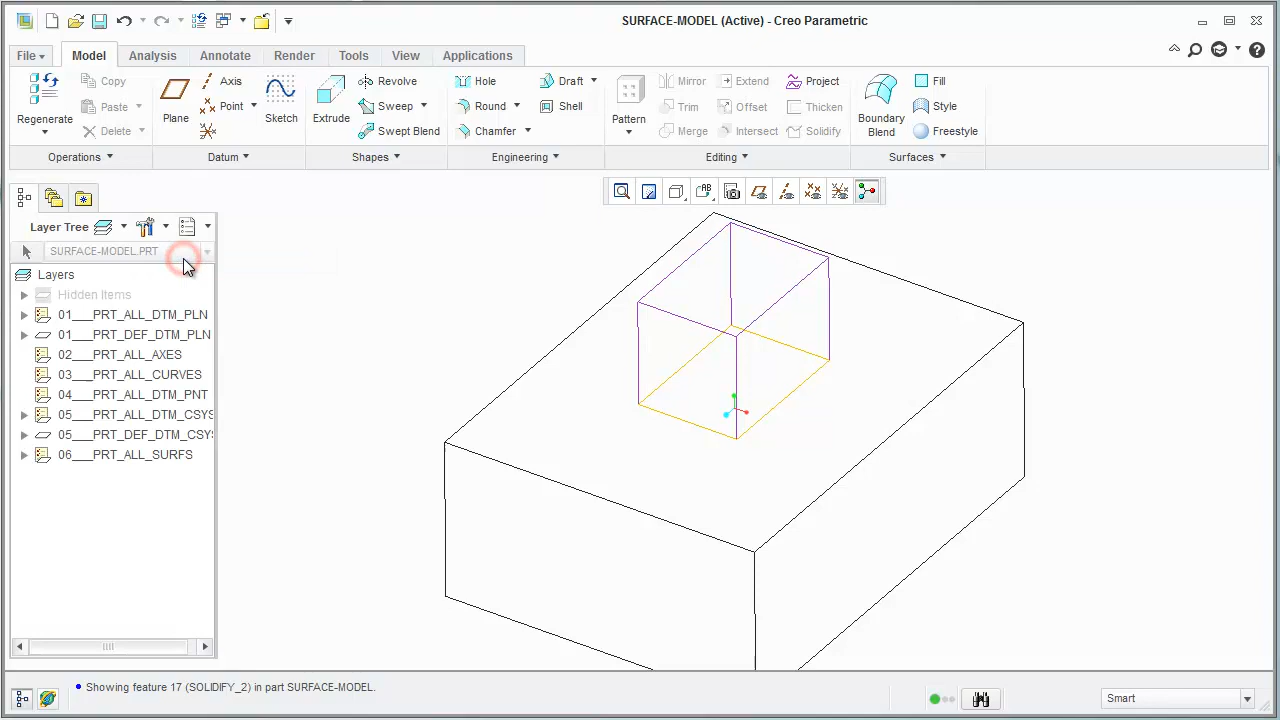 SURFACE-MODEL (Active) - Creo Parametric
File Model Analysis Annotate Render Tools View Applications
Regenerate Copy Paste Delete
Plane Axis Point Sketch
Extrude Revolve Sweep Swept Blend
Hole Round Chamfer Draft Shell
Pattern Mirror Trim Merge Extend Offset Intersect Project Thicken Solidify
Boundary Blend Fill Style Freestyle
Operations Datum Shapes Engineering Editing Surfaces
Layer Tree
SURFACE-MODEL.PRT
Layers
Hidden Items
01___PRT_ALL_DTM_PLN
01___PRT_DEF_DTM_PLN
02___PRT_ALL_AXES
03___PRT_ALL_CURVES
04___PRT_ALL_DTM_PNT
05___PRT_ALL_DTM_CSYS
05___PRT_DEF_DTM_CSYS
06___PRT_ALL_SURFS
Showing feature 17 (SOLIDIFY_2) in part SURFACE-MODEL.
Smart